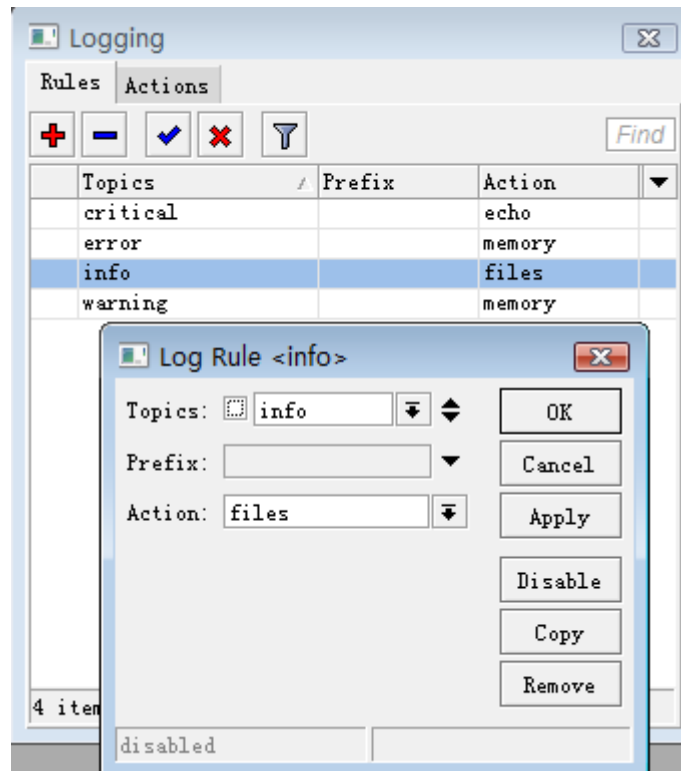 Logging
Rules Actions
Find
Topics Prefix Action
critical echo
error memory
info files
warning memory
Log Rule <info>
Topics: info
OK
Prefix:
Cancel
Action: files
Apply
Disable
Copy
Remove
4 item
disabled